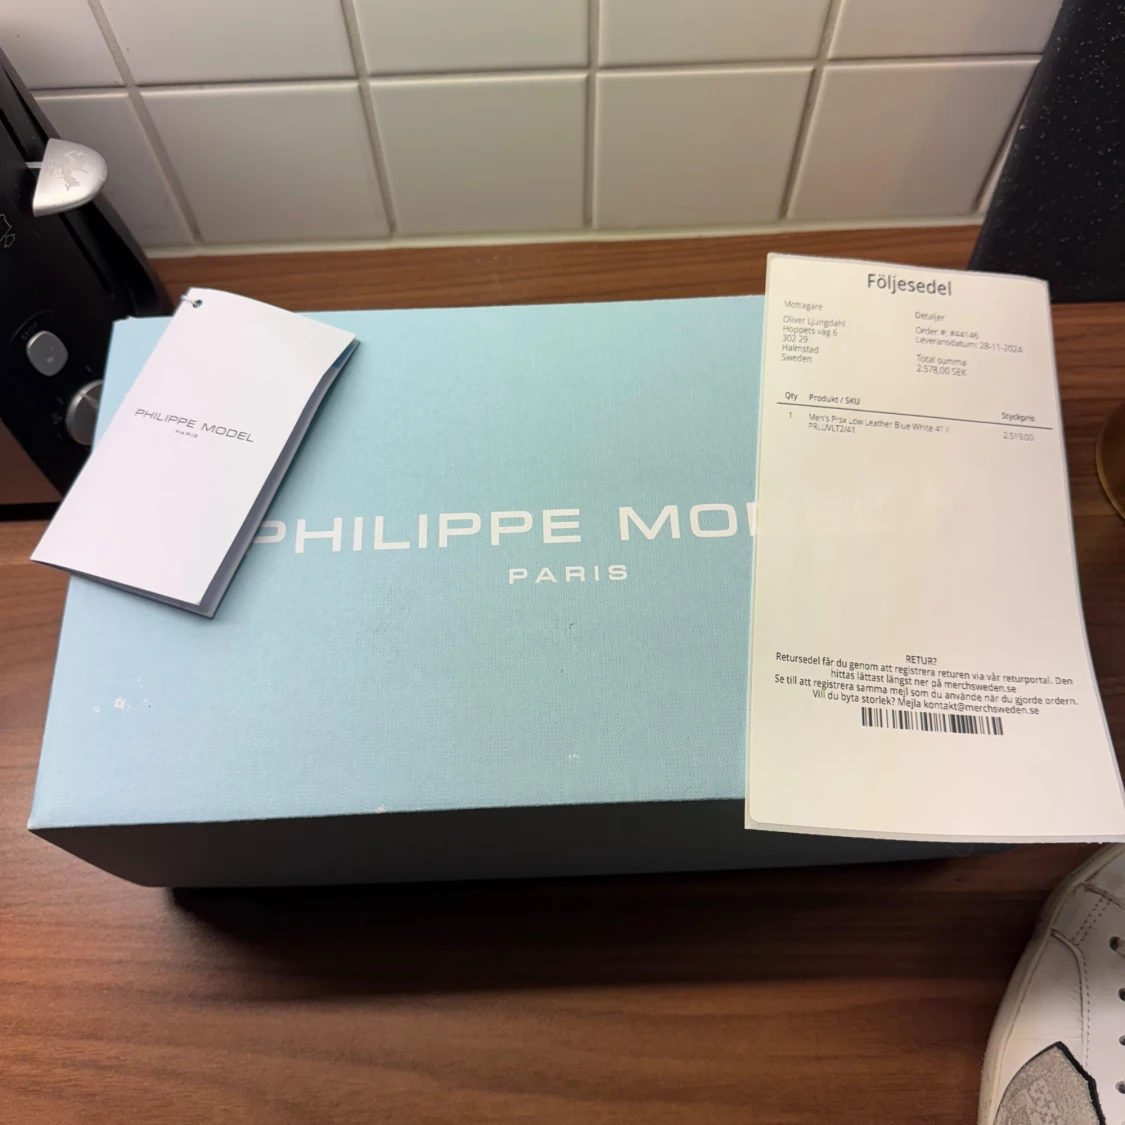 PHILIPPE MODEL
PARIS
PHILIPPE MO
PARIS
Följesedel
Mottagare
Oliver Ljungdahl
Hoppets väg 6
302 29
Halmstad
Sweden
Detaljer
Order #: #44146
Leveransdatum: 28-11-2024
Total summa
2.578,00 SEK
Qty Produkt / SKU Styckpris
1 Men's Prsx Low Leather Blue White 41 / 2.519,00
PRLUVLT2/41
RETUR?
Retursedel får du genom att registrera returen via vår returportal. Den
hittas lättast längst ner på merchsweden.se
Se till att registrera samma mejl som du använde när du gjorde ordern.
Vill du byta storlek? Mejla kontakt@merchsweden.se